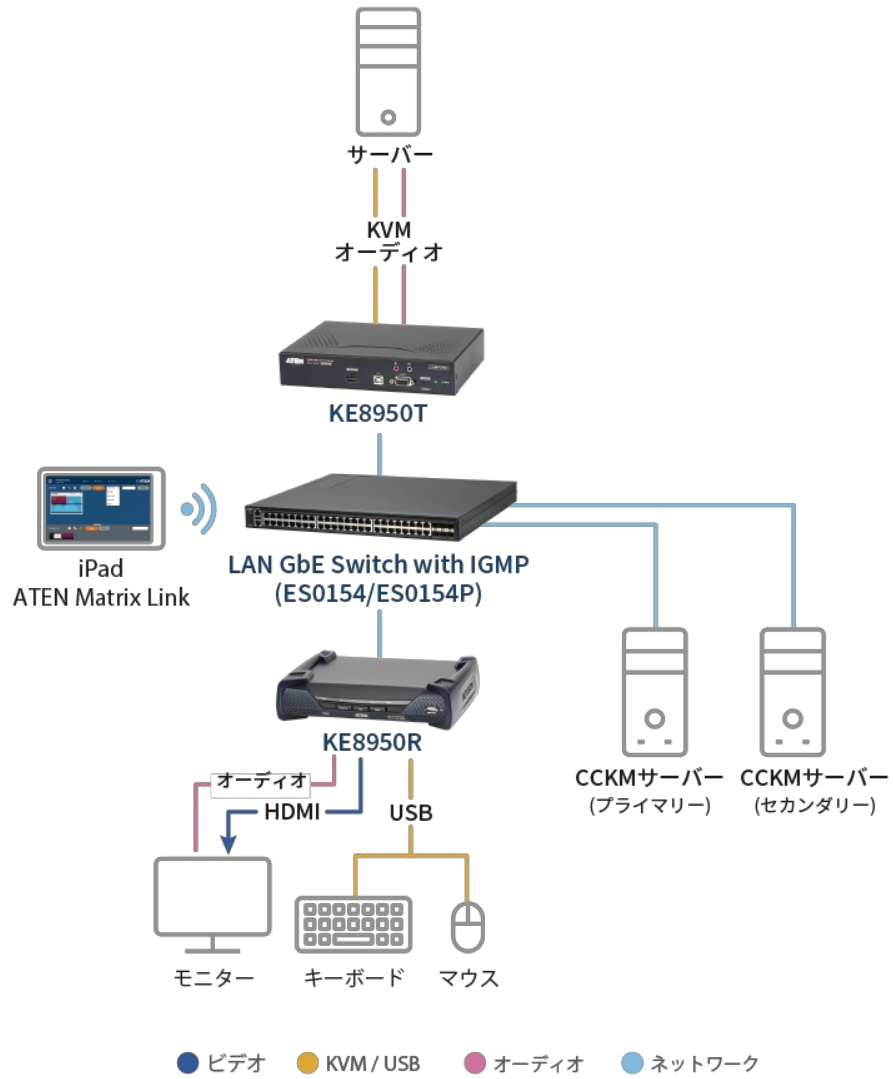 サーバー
KVM
オーディオ
ATEN
KE8950T
iPad
ATEN Matrix Link
LAN GbE Switch with IGMP
(ES0154/ES0154P)
KE8950R
オーディオ
HDMI
USB
CCKMサーバー
(プライマリー)
CCKMサーバー
(セカンダリー)
モニター
キーボード
マウス
ビデオ
KVM / USB
オーディオ
ネットワーク